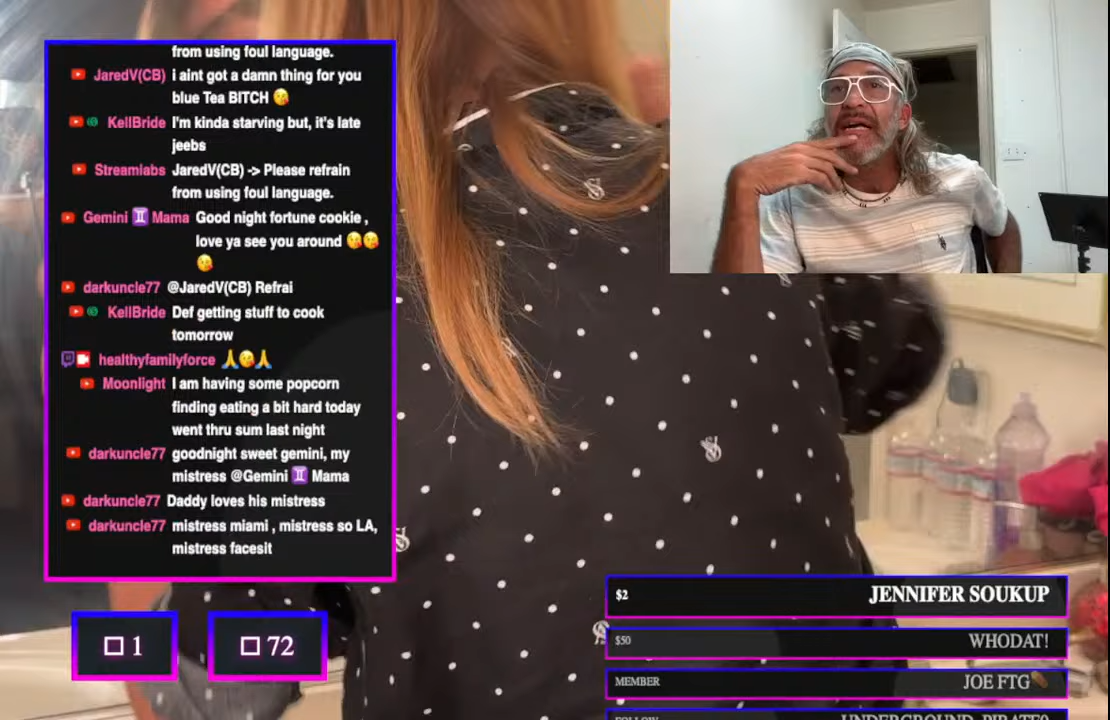 from using foul language.
JaredV(CB) i aint got a damn thing for you
blue Tea BITCH 😘
KellBride I'm kinda starving but, it's late
jeebs
Streamlabs JaredV(CB) -> Please refrain
from using foul language.
Gemini ♊ Mama Good night fortune cookie ,
love ya see you around 😘😘
😘
darkuncle77 @JaredV(CB) Refrai
KellBride Def getting stuff to cook
tomorrow
healthyfamilyforce 🙏😘🙏
Moonlight I am having some popcorn
finding eating a bit hard today
went thru sum last night
darkuncle77 goodnight sweet gemini, my
mistress @Gemini ♊ Mama
darkuncle77 Daddy loves his mistress
darkuncle77 mistress miami , mistress so LA,
mistress facesit
1
72
$2 JENNIFER SOUKUP
$50 WHODAT!
MEMBER JOE FTG
FOLLOW UNDERGROUND_PIRATE2